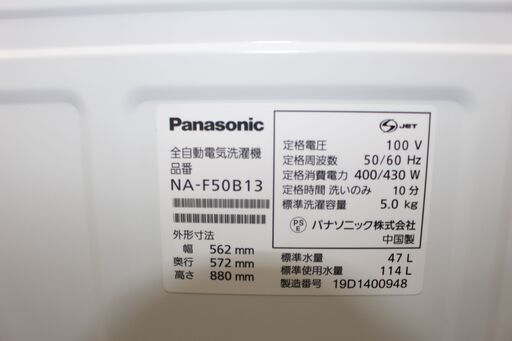 Panasonic
全自動電気洗濯機
品番
NA-F50B13
外形寸法
幅 562 mm
奥行 572 mm
高さ 880 mm
S JET
定格電圧 100 V
定格周波数 50/60 Hz
定格消費電力 400/430 W
定格時間 洗いのみ 10分
標準洗濯容量 5.0 kg
PS E パナソニック株式会社
中国製
標準水量 47 L
標準使用水量 114 L
製造番号 19D1400948